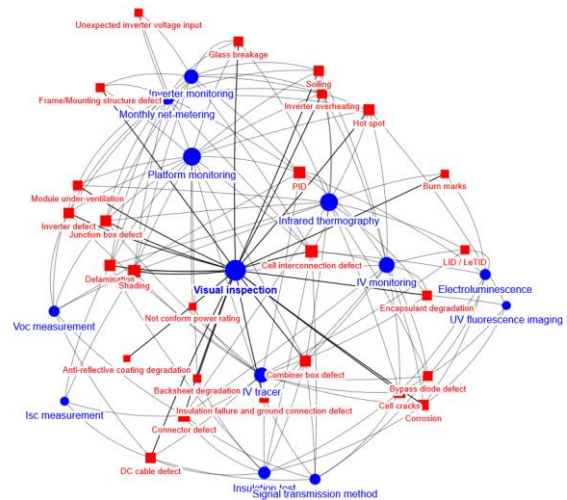 Unexpected inverter voltage input
Glass breakage
Soiling
Inverter monitoring
Frame/Mounting structure defect
Inverter overheating
Monthly net-metering
Hot spot
Platform monitoring
PID
Burn marks
Module under-ventilation
Infrared thermography
Inverter defect
Junction box defect
Cell interconnection defect
LID / LeTID
IV monitoring
Delamination
Shading
Visual inspection
Electroluminescence
Encapsulant degradation
UV fluorescence imaging
Voc measurement
Not conform power rating
Anti-reflective coating degradation
Combiner box defect
Backsheet degradation
IV tracer
Bypass diode defect
Cell cracks
Insulation failure and ground connection defect
Isc measurement
Corrosion
Connector defect
DC cable defect
Insulation test
Signal transmission method